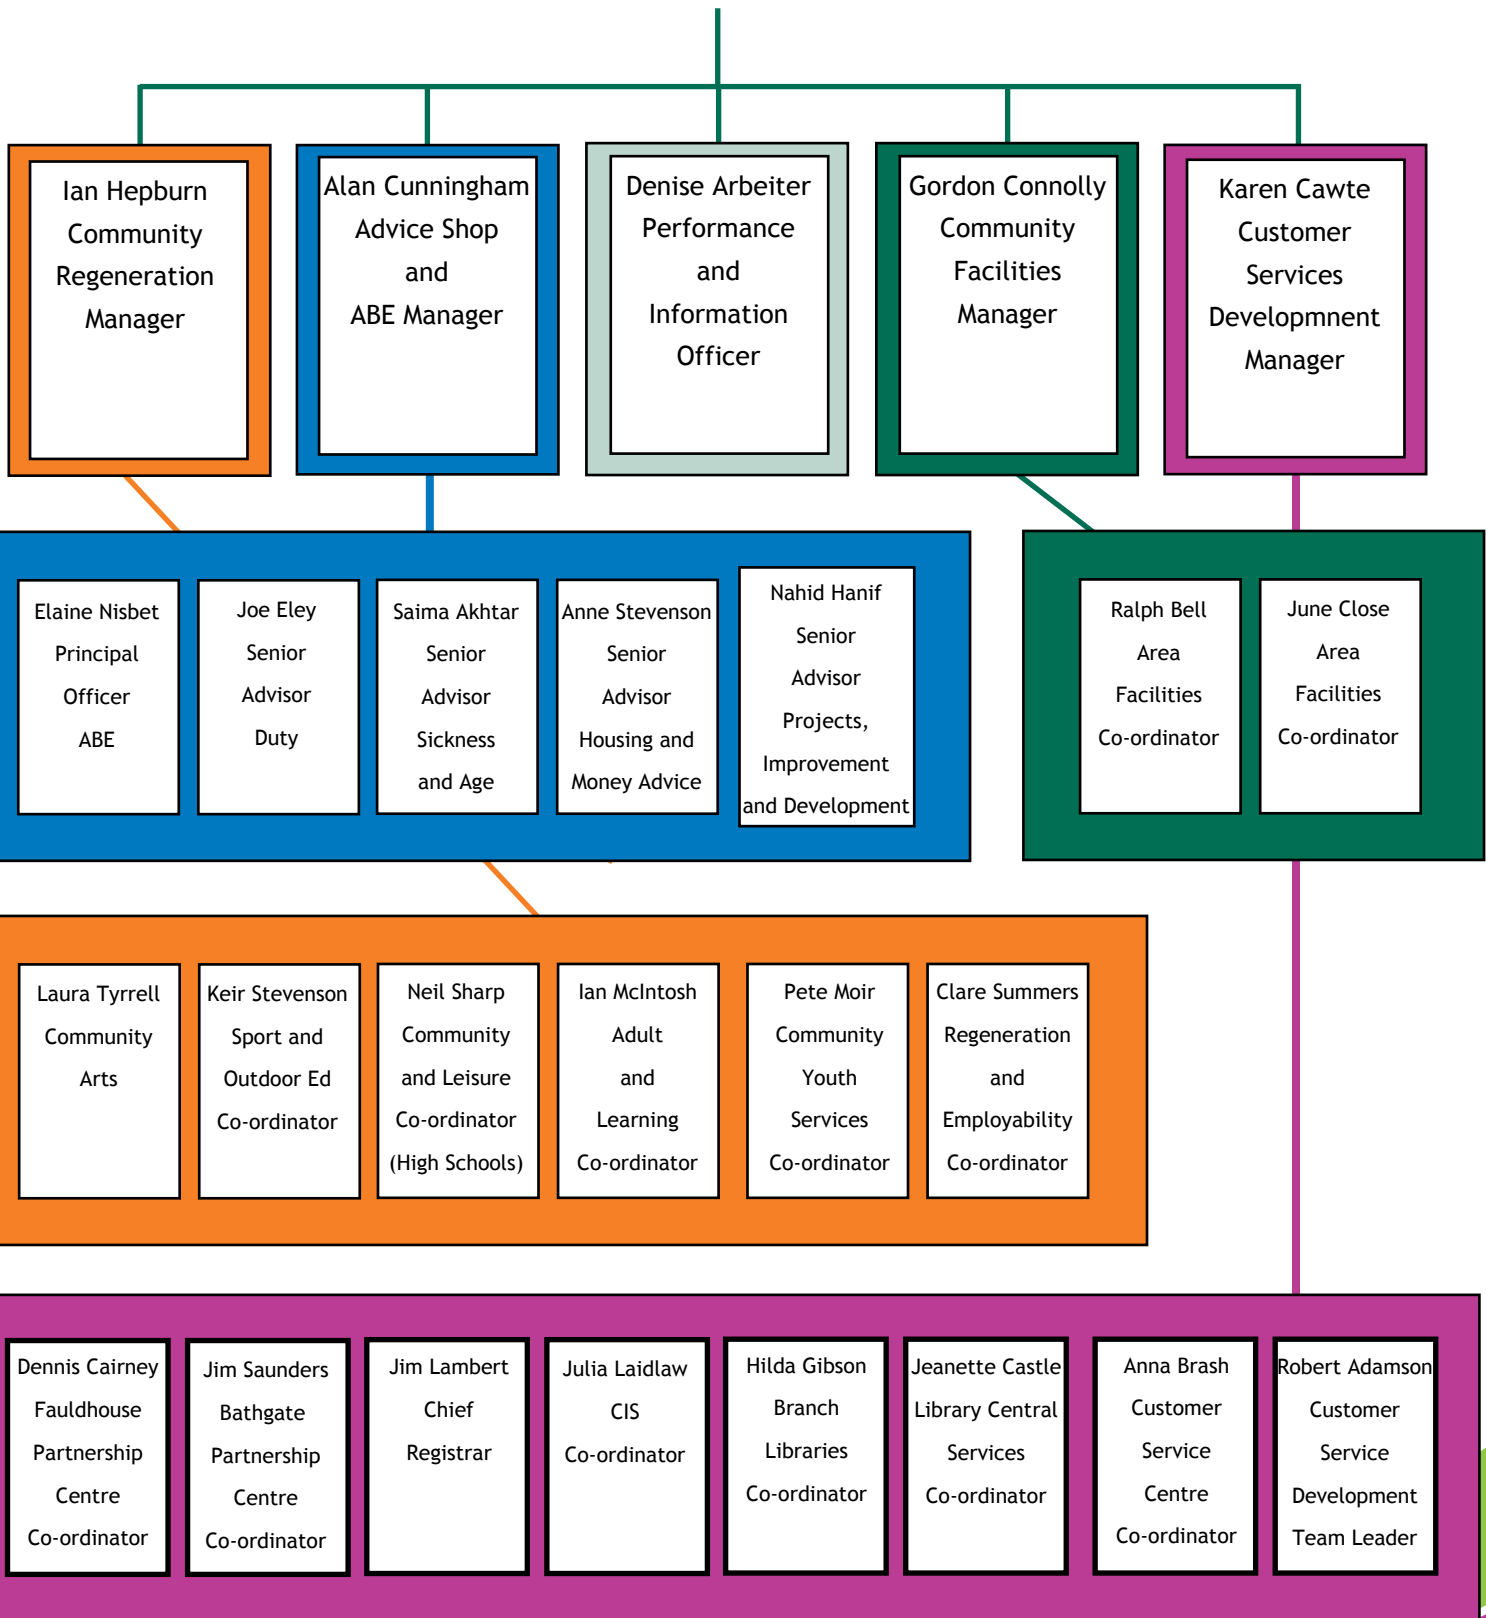 Ian Hepburn
Community
Regeneration
Manager
Alan Cunningham
Advice Shop
and
ABE Manager
Denise Arbeiter
Performance
and
Information
Officer
Gordon Connolly
Community
Facilities
Manager
Karen Cawte
Customer
Services
Developmnent
Manager
Elaine Nisbet
Principal
Officer
ABE
Joe Eley
Senior
Advisor
Duty
Saima Akhtar
Senior
Advisor
Sickness
and Age
Anne Stevenson
Senior
Advisor
Housing and
Money Advice
Nahid Hanif
Senior
Advisor
Projects,
Improvement
and Development
Ralph Bell
Area
Facilities
Co-ordinator
June Close
Area
Facilities
Co-ordinator
Laura Tyrrell
Community
Arts
Keir Stevenson
Sport and
Outdoor Ed
Co-ordinator
Neil Sharp
Community
and Leisure
Co-ordinator
(High Schools)
Ian McIntosh
Adult
and
Learning
Co-ordinator
Pete Moir
Community
Youth
Services
Co-ordinator
Clare Summers
Regeneration
and
Employability
Co-ordinator
Dennis Cairney
Fauldhouse
Partnership
Centre
Co-ordinator
Jim Saunders
Bathgate
Partnership
Centre
Co-ordinator
Jim Lambert
Chief
Registrar
Julia Laidlaw
CIS
Co-ordinator
Hilda Gibson
Branch
Libraries
Co-ordinator
Jeanette Castle
Library Central
Services
Co-ordinator
Anna Brash
Customer
Service
Centre
Co-ordinator
Robert Adamson
Customer
Service
Development
Team Leader